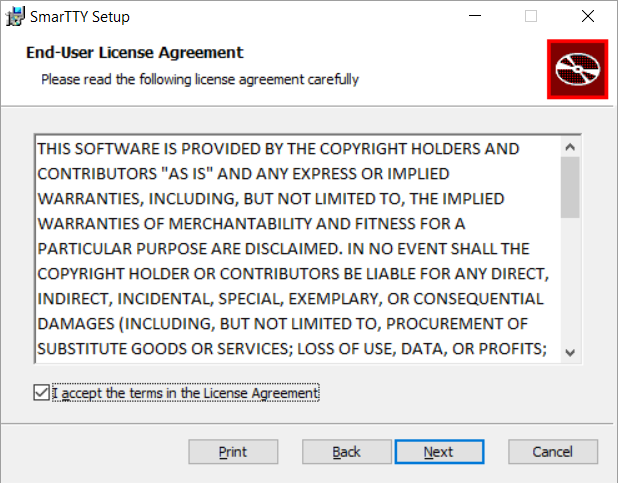 SmarTTY Setup
End-User License Agreement
Please read the following license agreement carefully
THIS SOFTWARE IS PROVIDED BY THE COPYRIGHT HOLDERS AND
CONTRIBUTORS "AS IS" AND ANY EXPRESS OR IMPLIED
WARRANTIES, INCLUDING, BUT NOT LIMITED TO, THE IMPLIED
WARRANTIES OF MERCHANTABILITY AND FITNESS FOR A
PARTICULAR PURPOSE ARE DISCLAIMED. IN NO EVENT SHALL THE
COPYRIGHT HOLDER OR CONTRIBUTORS BE LIABLE FOR ANY DIRECT,
INDIRECT, INCIDENTAL, SPECIAL, EXEMPLARY, OR CONSEQUENTIAL
DAMAGES (INCLUDING, BUT NOT LIMITED TO, PROCUREMENT OF
SUBSTITUTE GOODS OR SERVICES; LOSS OF USE, DATA, OR PROFITS;
I accept the terms in the License Agreement
Print Back Next Cancel